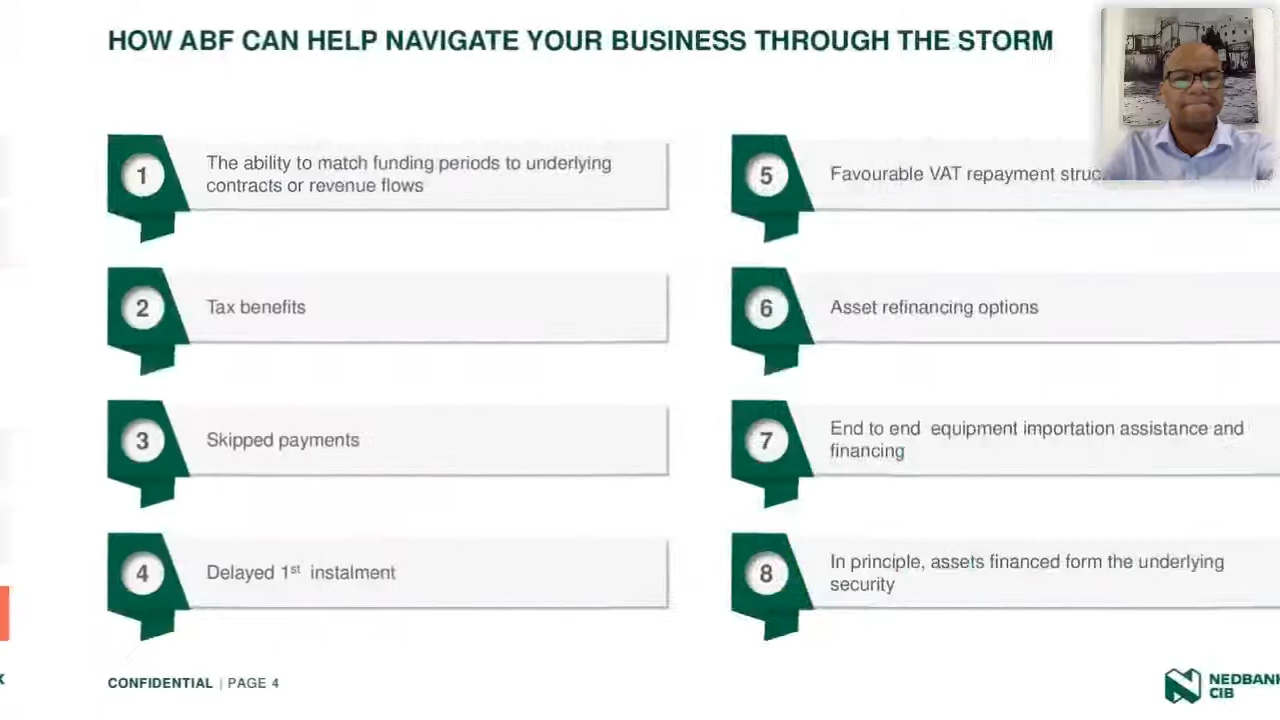 HOW ABF CAN HELP NAVIGATE YOUR BUSINESS THROUGH THE STORM
1
The ability to match funding periods to underlying
contracts or revenue flows
2
Tax benefits
3
Skipped payments
4
Delayed 1st instalment
5
Favourable VAT repayment
6
Asset refinancing options
7
End to end equipment importation assistance and
financing
8
In principle, assets financed form the underlying
security
CONFIDENTIAL | PAGE 4
NEDBANK
CIB